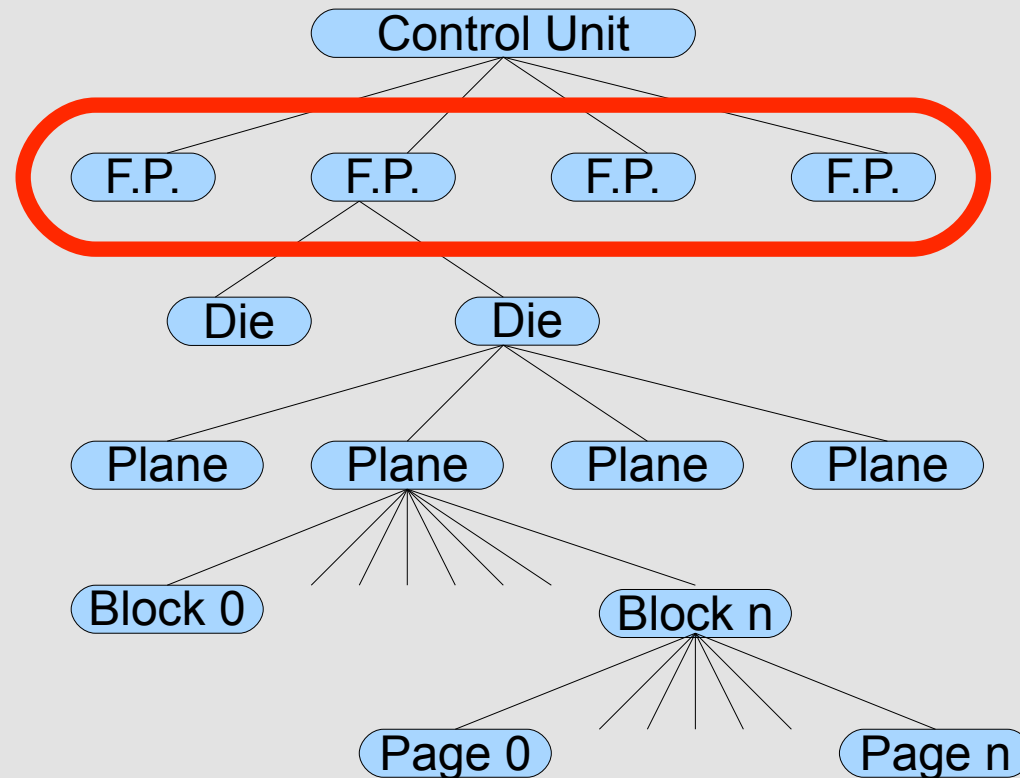 Control Unit
F.P. F.P. F.P. F.P.
Die Die
Plane Plane Plane Plane
Block 0 Block n
Page 0 Page n